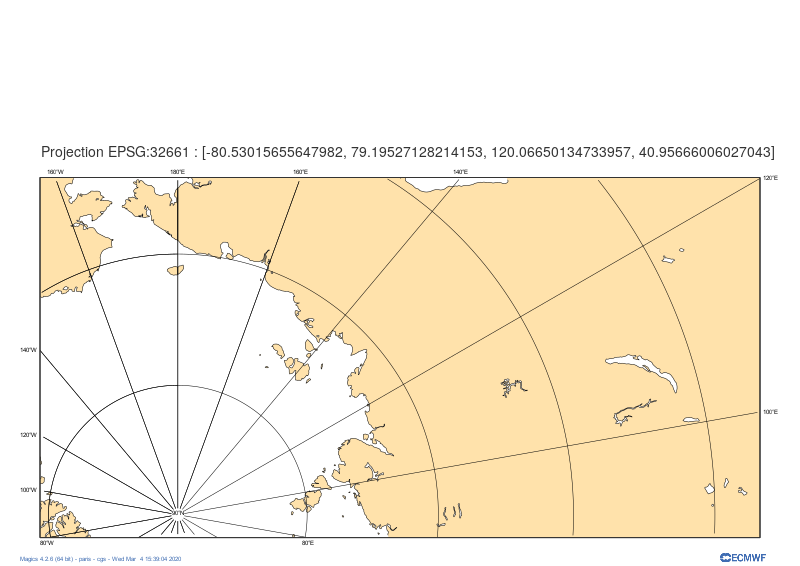 Projection EPSG:32661 : [-80.53015655647982, 79.19527128214153, 120.06650134733957, 40.95666006027043]
160°W 180°E 160°E 140°E 120°E
140°W
100°E
120°W
100°W
90°N
80°W 80°E
Magics 4.2.6 (64 bit) - paris - cgs - Wed Mar 4 15:39:04 2020
ECMWF